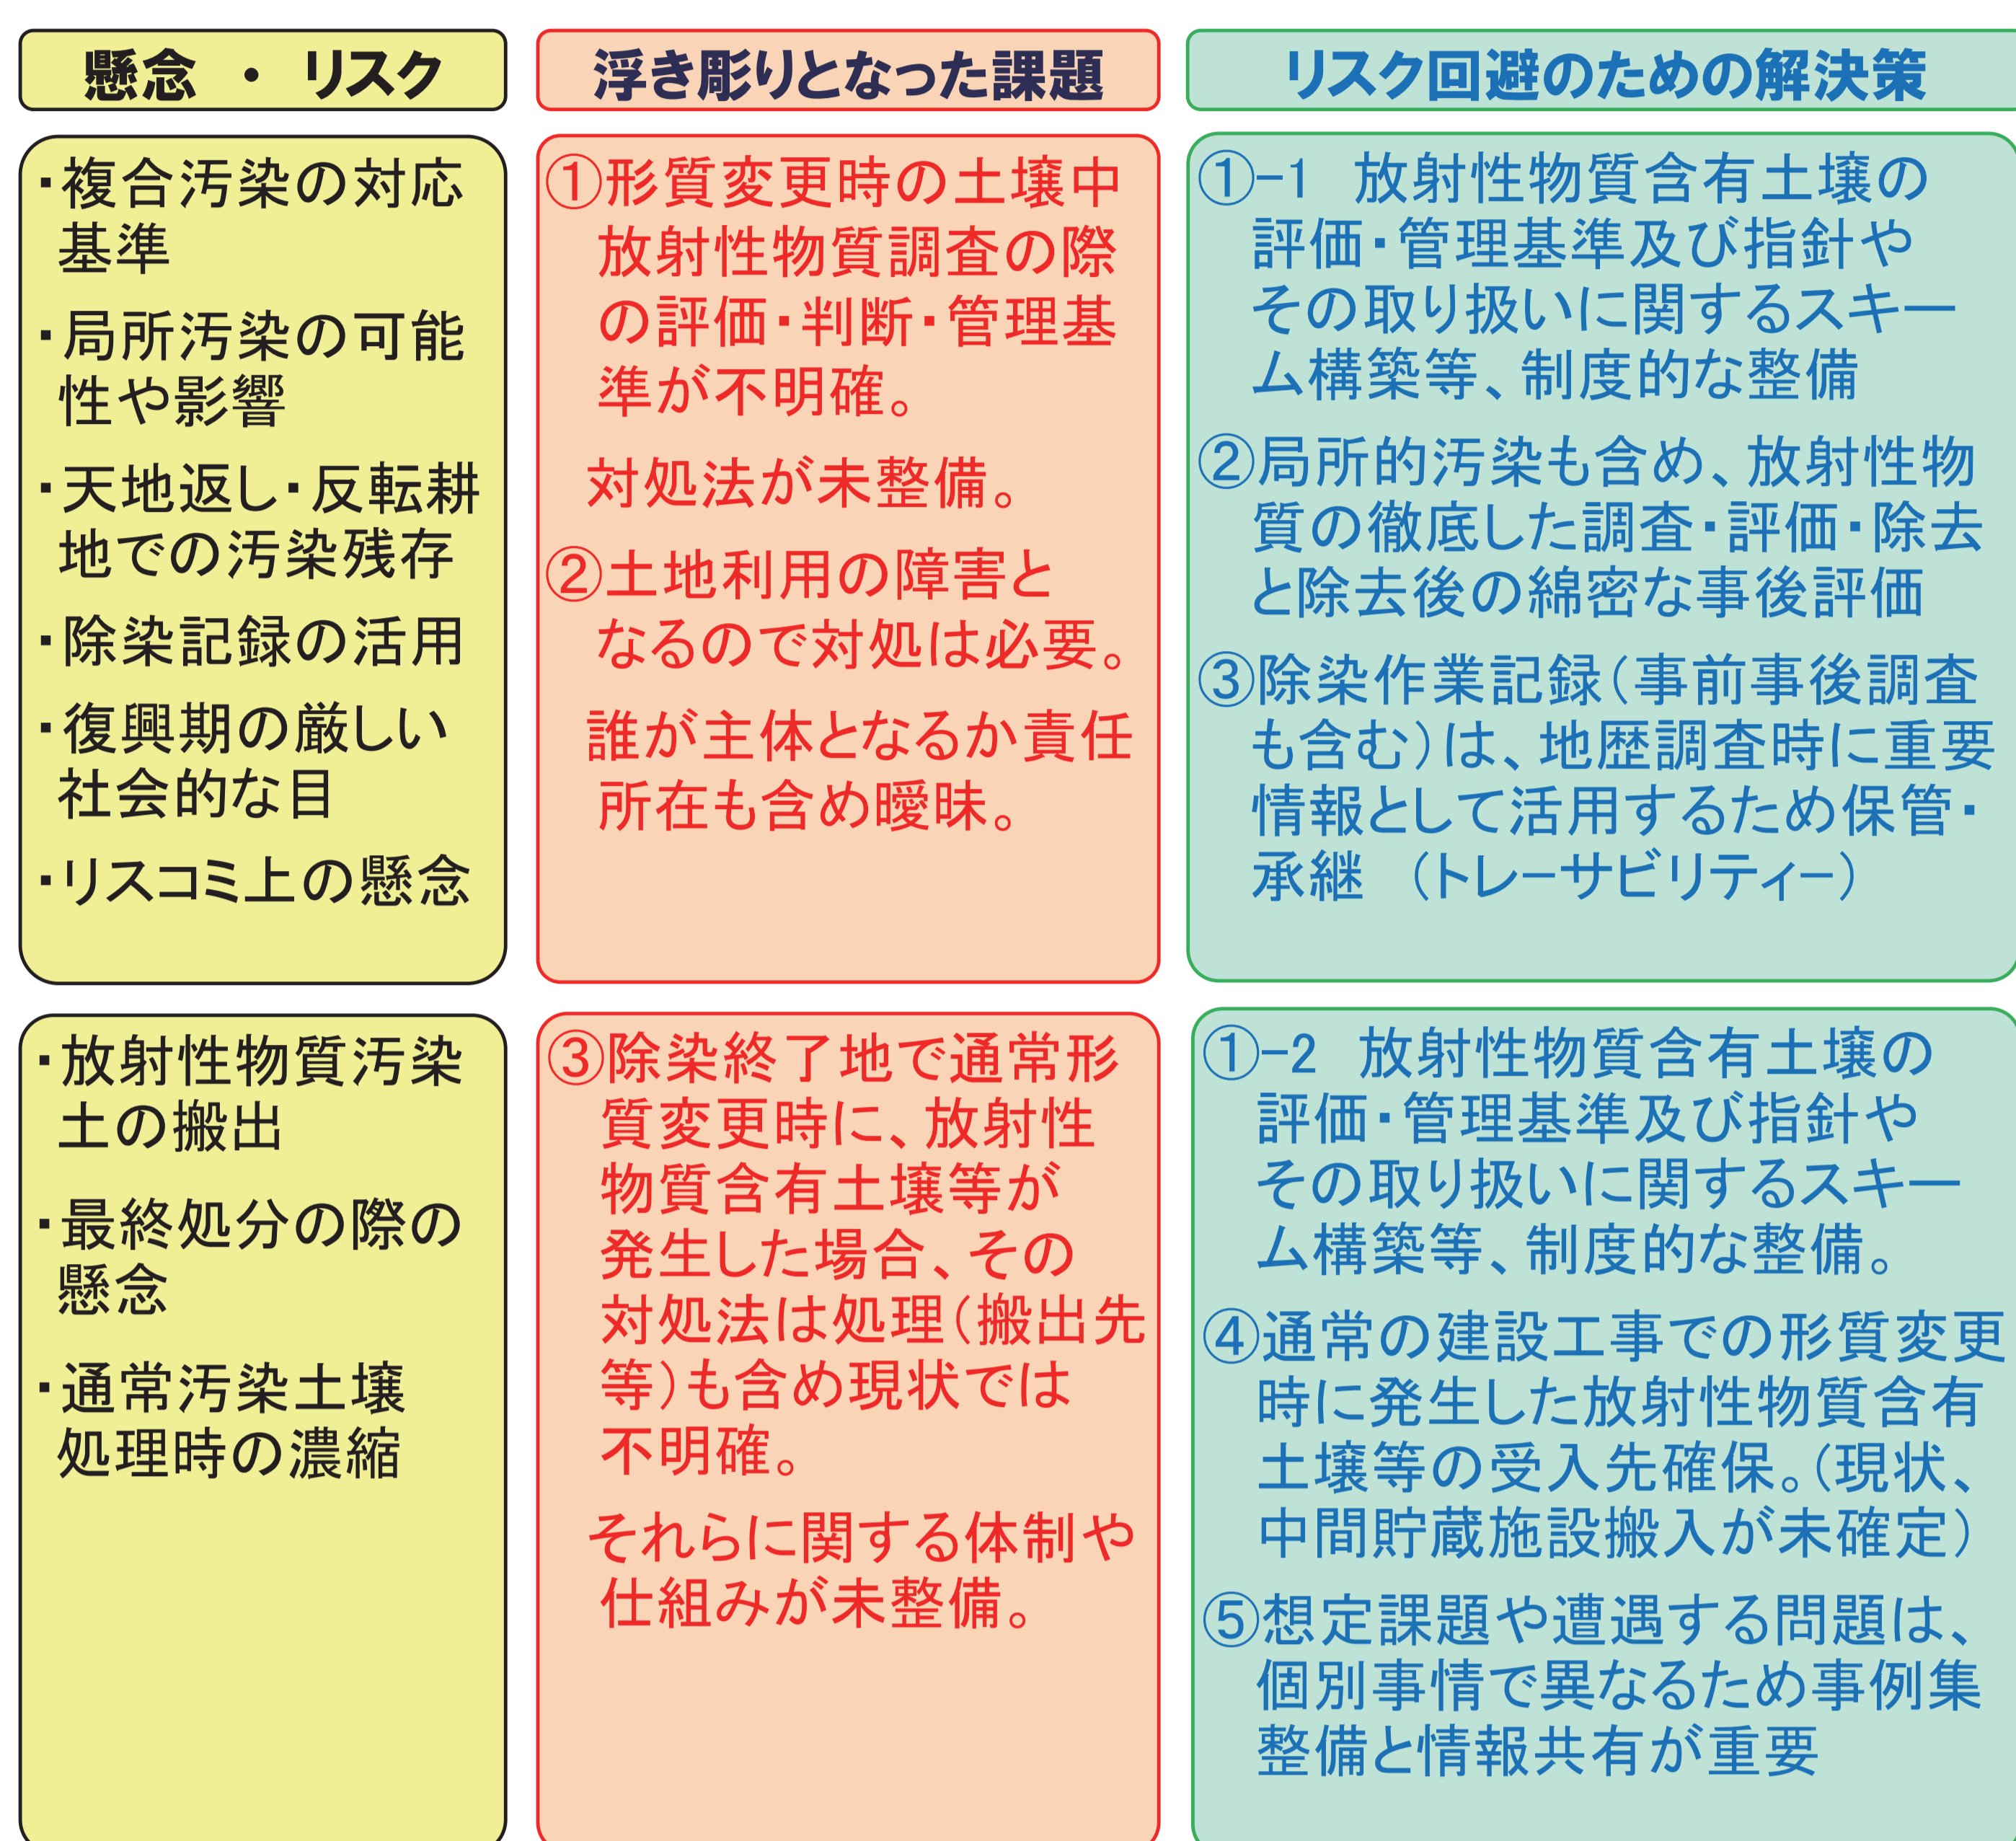 懸念 ・ リスク
浮き彫りとなった課題
リスク回避のための解決策
・複合汚染の対応
基準
・局所汚染の可能
性や影響
・天地返し・反転耕
地での汚染残存
・除染記録の活用
・復興期の厳しい
社会的な目
・リスコミ上の懸念
①形質変更時の土壌中
放射性物質調査の際
の評価・判断・管理基
準が不明確。
対処法が未整備。
②土地利用の障害と
なるので対処は必要。
誰が主体となるか責任
所在も含め曖昧。
①−1　放射性物質含有土壌の
評価・管理基準及び指針や
その取り扱いに関するスキー
ム構築等、制度的な整備
②局所的汚染も含め、放射性物
質の徹底した調査・評価・除去
と除去後の綿密な事後評価
③除染作業記録（事前事後調査
も含む）は、地歴調査時に重要
情報として活用するため保管・
承継　（トレーサビリティー）
・放射性物質汚染
土の搬出
・最終処分の際の
懸念
・通常汚染土壌
処理時の濃縮
③除染終了地で通常形
質変更時に、放射性
物質含有土壌等が
発生した場合、その
対処法は処理（搬出先
等）も含め現状では
不明確。
それらに関する体制や
仕組みが未整備。
①−2　放射性物質含有土壌の
評価・管理基準及び指針や
その取り扱いに関するスキー
ム構築等、制度的な整備。
④通常の建設工事での形質変更
時に発生した放射性物質含有
土壌等の受入先確保。（現状、
中間貯蔵施設搬入が未確定）
⑤想定課題や遭遇する問題は、
個別事情で異なるため事例集
整備と情報共有が重要